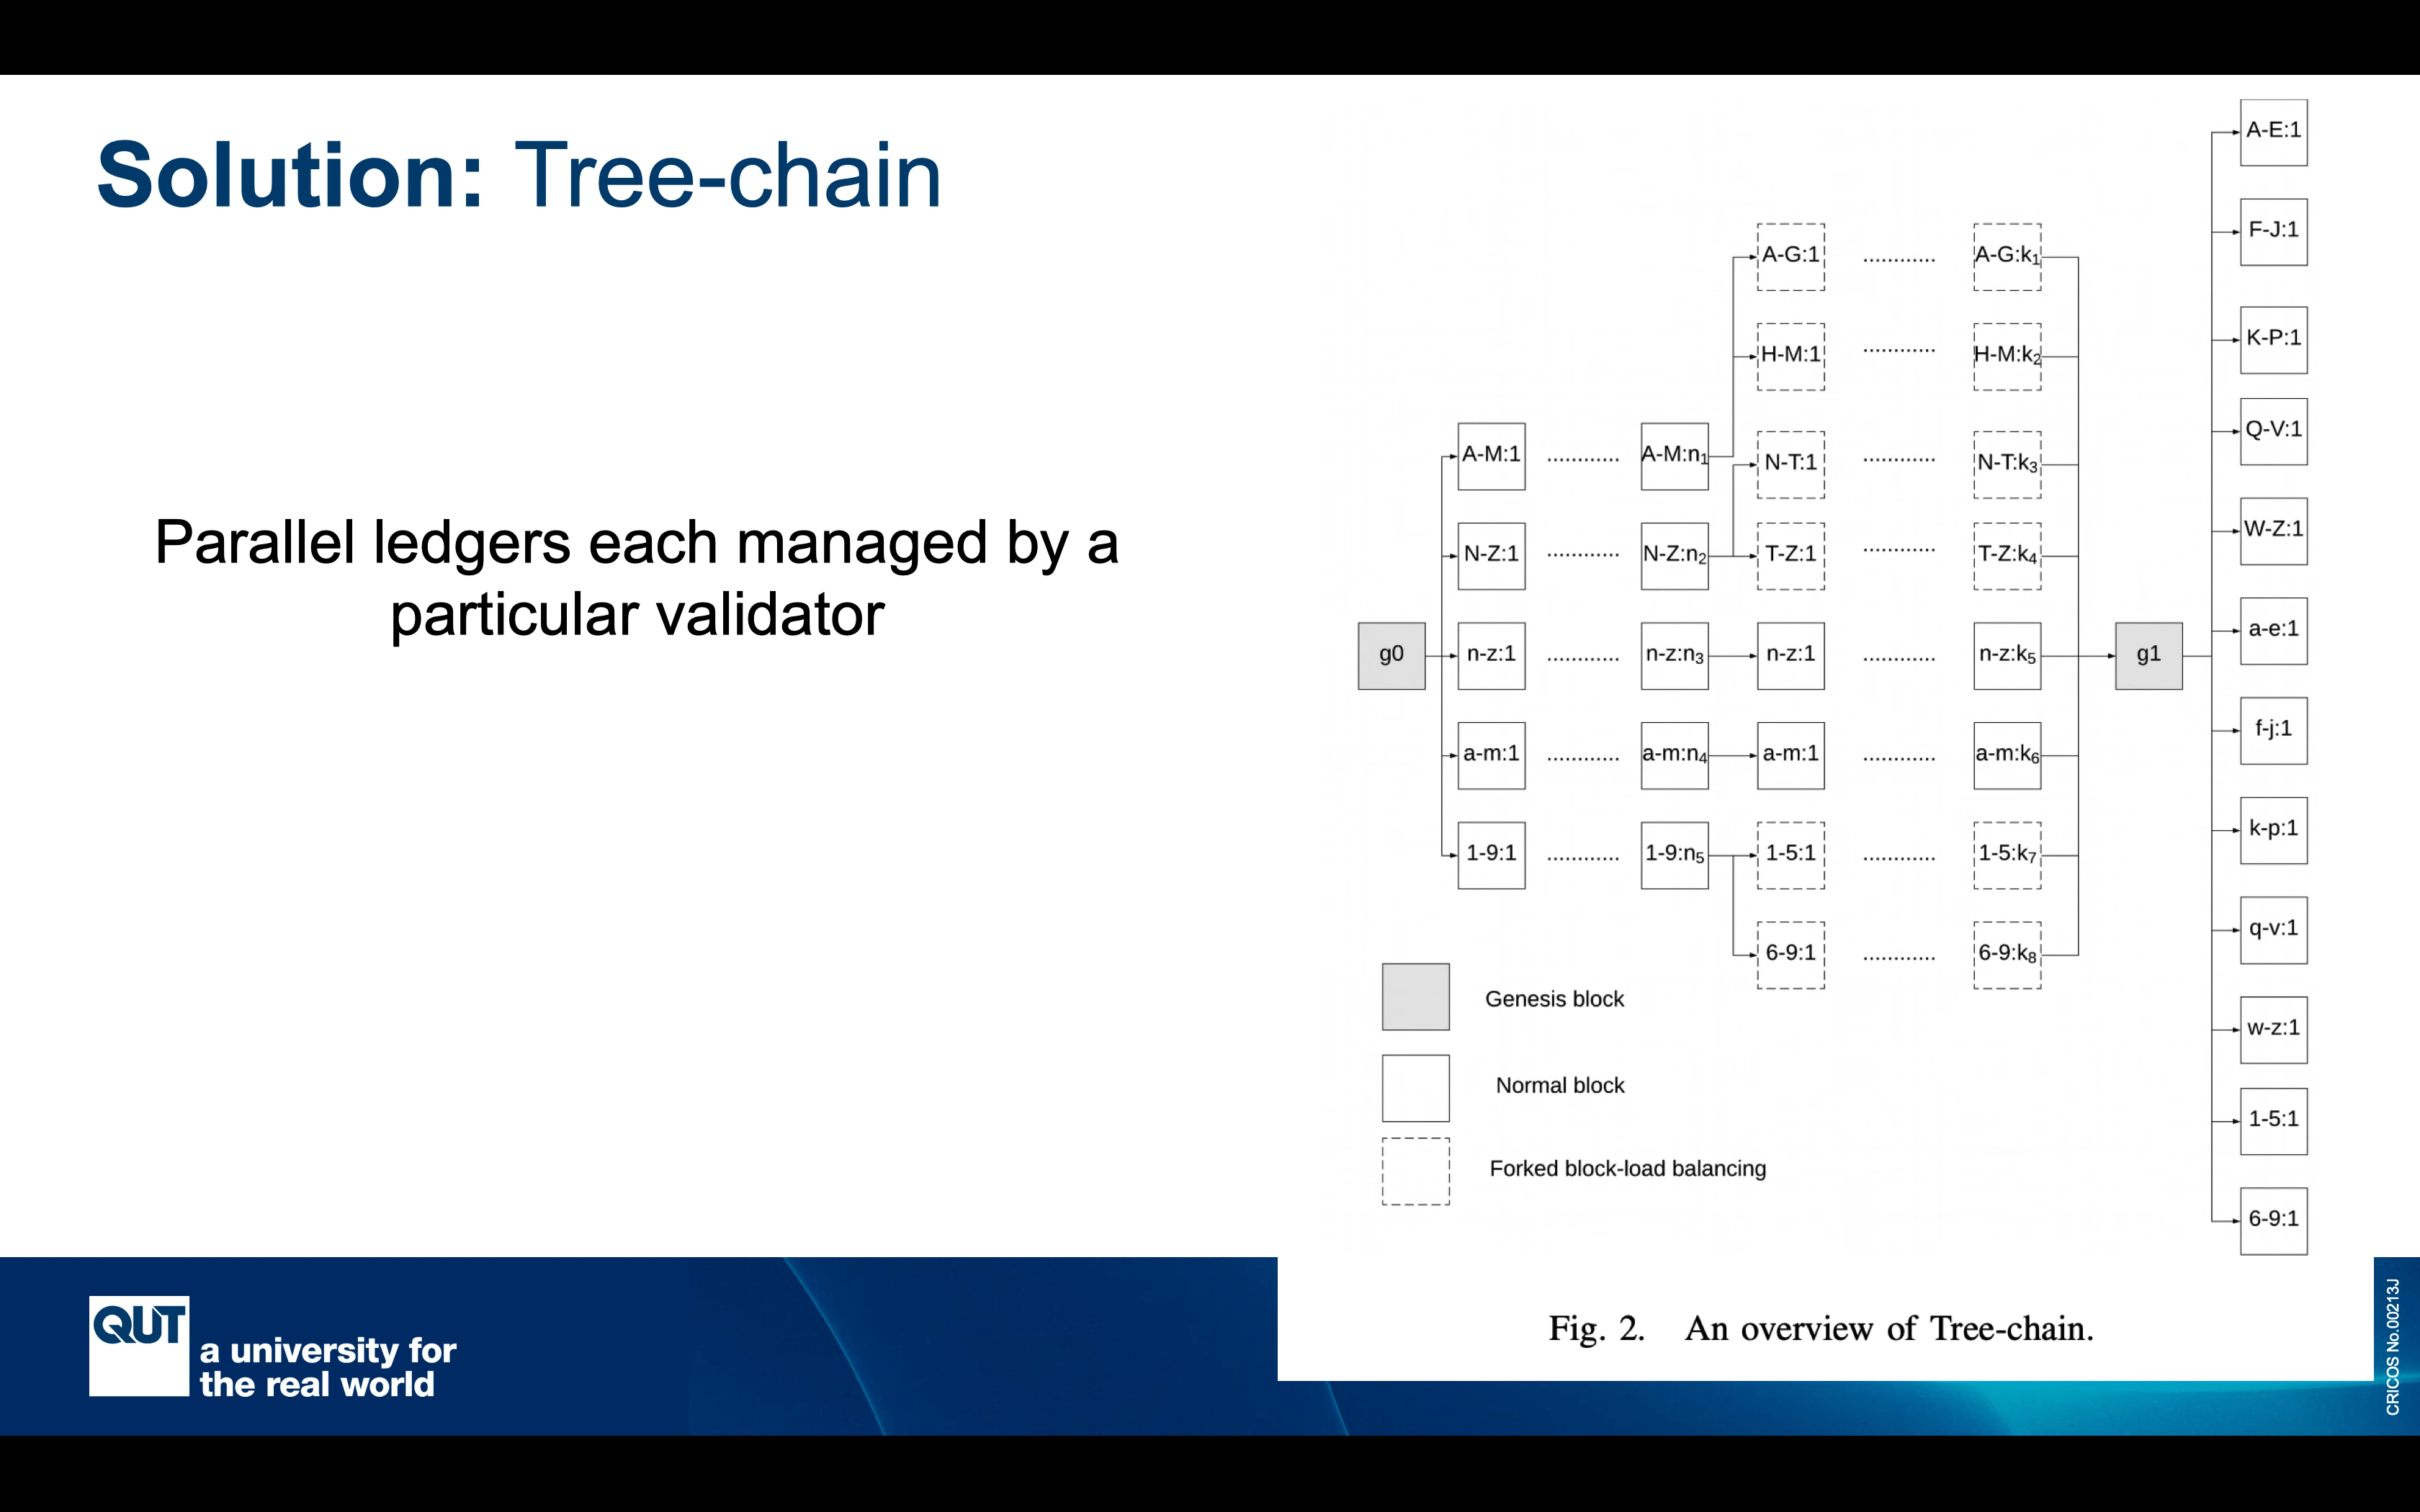 Solution: Tree-chain
Parallel ledgers each managed by a
particular validator
g0
A-M:1 ............ A-M:n₁
N-Z:1 ............ N-Z:n₂
n-z:1 ............ n-z:n₃
a-m:1 ............ a-m:n₄
1-9:1 ............ 1-9:n₅
A-G:1 ............ A-G:k₁
H-M:1 ............ H-M:k₂
N-T:1 ............ N-T:k₃
T-Z:1 ............ T-Z:k₄
n-z:1 ............ n-z:k₅
a-m:1 ............ a-m:k₆
1-5:1 ............ 1-5:k₇
6-9:1 ............ 6-9:k₈
g1
A-E:1
F-J:1
K-P:1
Q-V:1
W-Z:1
a-e:1
f-j:1
k-p:1
q-v:1
w-z:1
1-5:1
6-9:1
Genesis block
Normal block
Forked block-load balancing
Fig. 2. An overview of Tree-chain.
QUT
a university for
the real world
CRICOS No.00213J